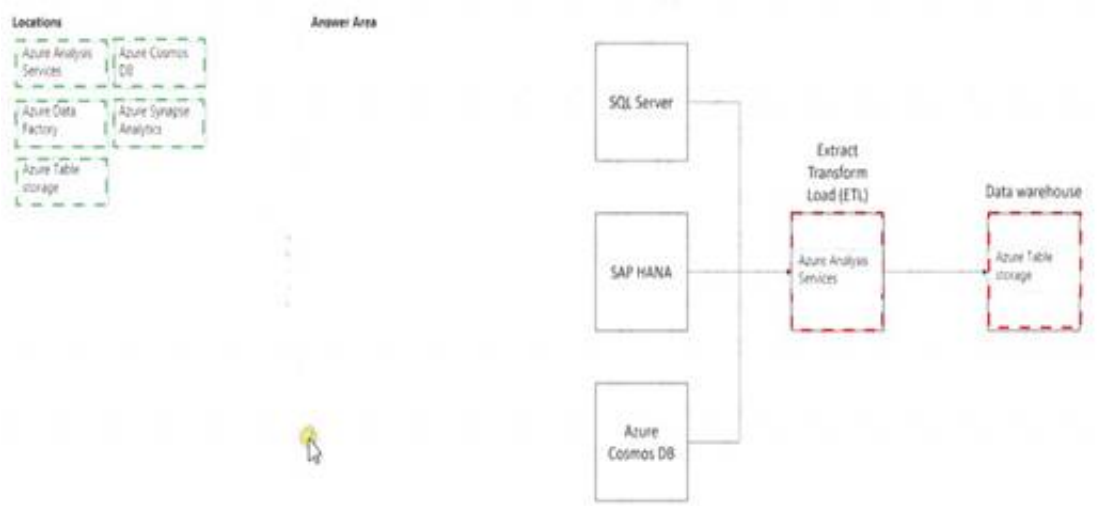 Locations
Answer Area
Azure Analysis
Services
Azure Cosmos
DB
Azure Data
Factory
Azure Synapse
Analytics
Azure Table
storage
SQL Server
SAP HANA
Azure
Cosmos DB
Extract
Transform
Load (ETL)
Azure Analysis
Services
Data warehouse
Azure Table
storage